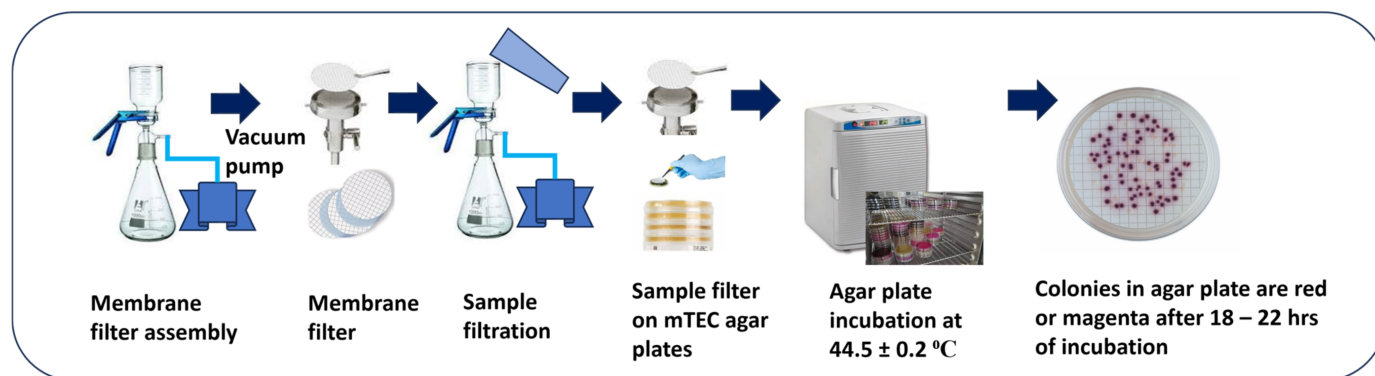 Vacuum
pump
Membrane
filter assembly
Membrane
filter
Sample
filtration
Sample filter
on mTEC agar
plates
Agar plate
incubation at
44.5 ± 0.2 ⁰C
Colonies in agar plate are red
or magenta after 18 – 22 hrs
of incubation